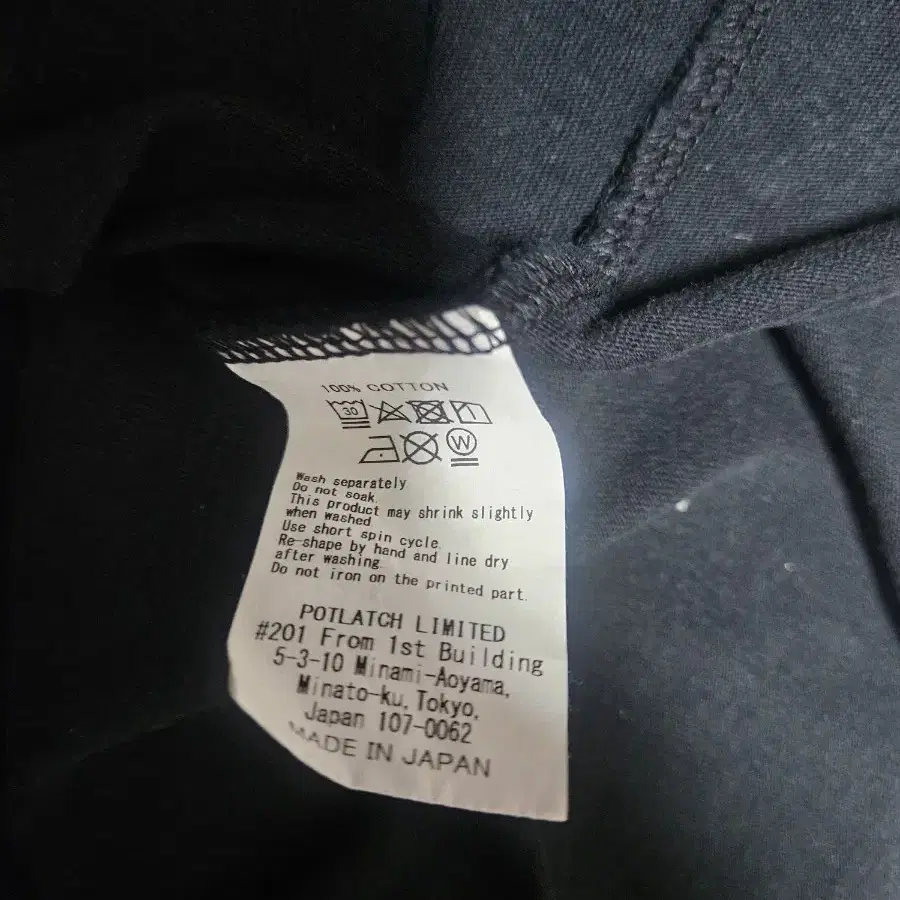 100% COTTON
30
W
Wash separately
Do not soak.
This product may shrink slightly
when washed
Use short spin cycle.
Re-shape by hand and line dry
after washing.
Do not iron on the printed part.
POTLATCH LIMITED
#201 From 1st Building
5-3-10 Minami-Aoyama,
Minato-ku, Tokyo,
Japan 107-0062
MADE IN JAPAN